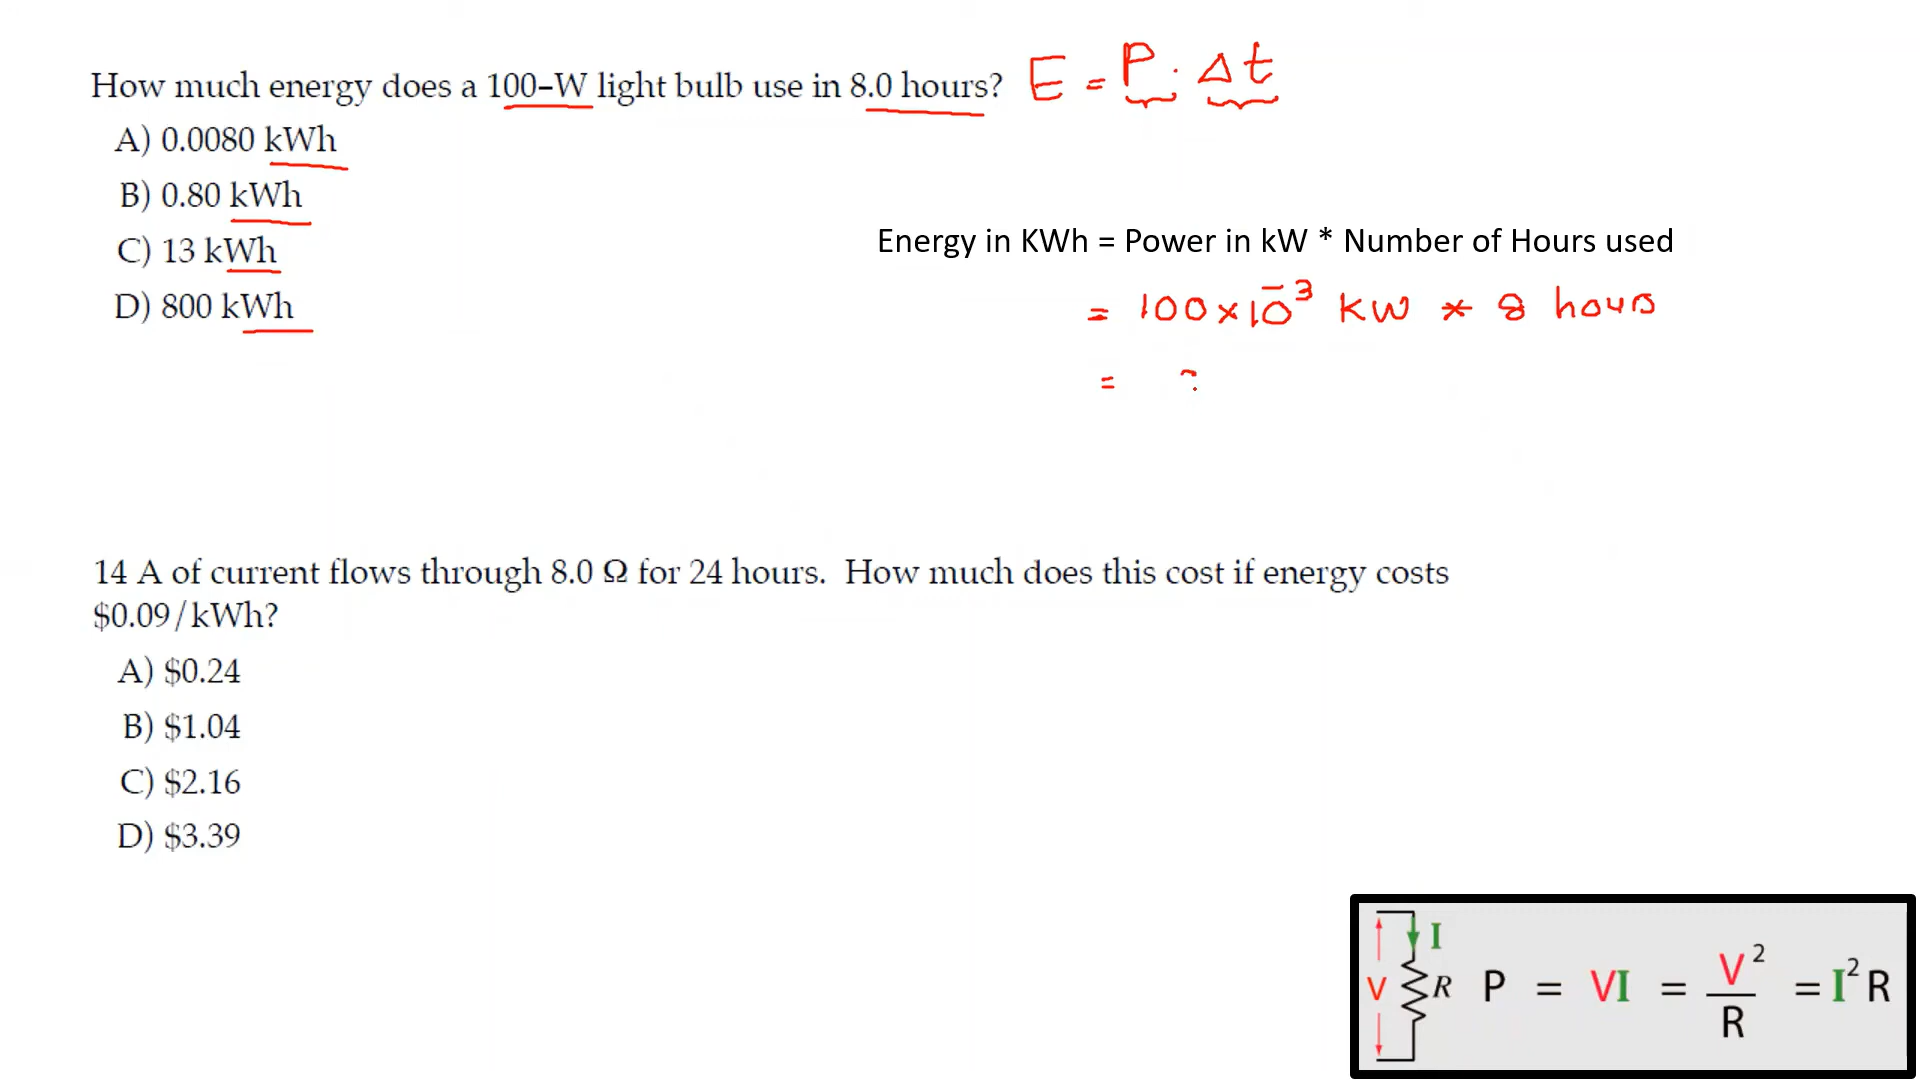 How much energy does a 100–W light bulb use in 8.0 hours? E = P · Δt
A) 0.0080 kWh
B) 0.80 kWh
C) 13 kWh
D) 800 kWh
Energy in KWh = Power in kW * Number of Hours used
= 100 × 10⁻³ KW * 8 hours
= ?
14 A of current flows through 8.0 Ω for 24 hours. How much does this cost if energy costs
$0.09/kWh?
A) $0.24
B) $1.04
C) $2.16
D) $3.39
I
V R P = VI = V²/R = I²R